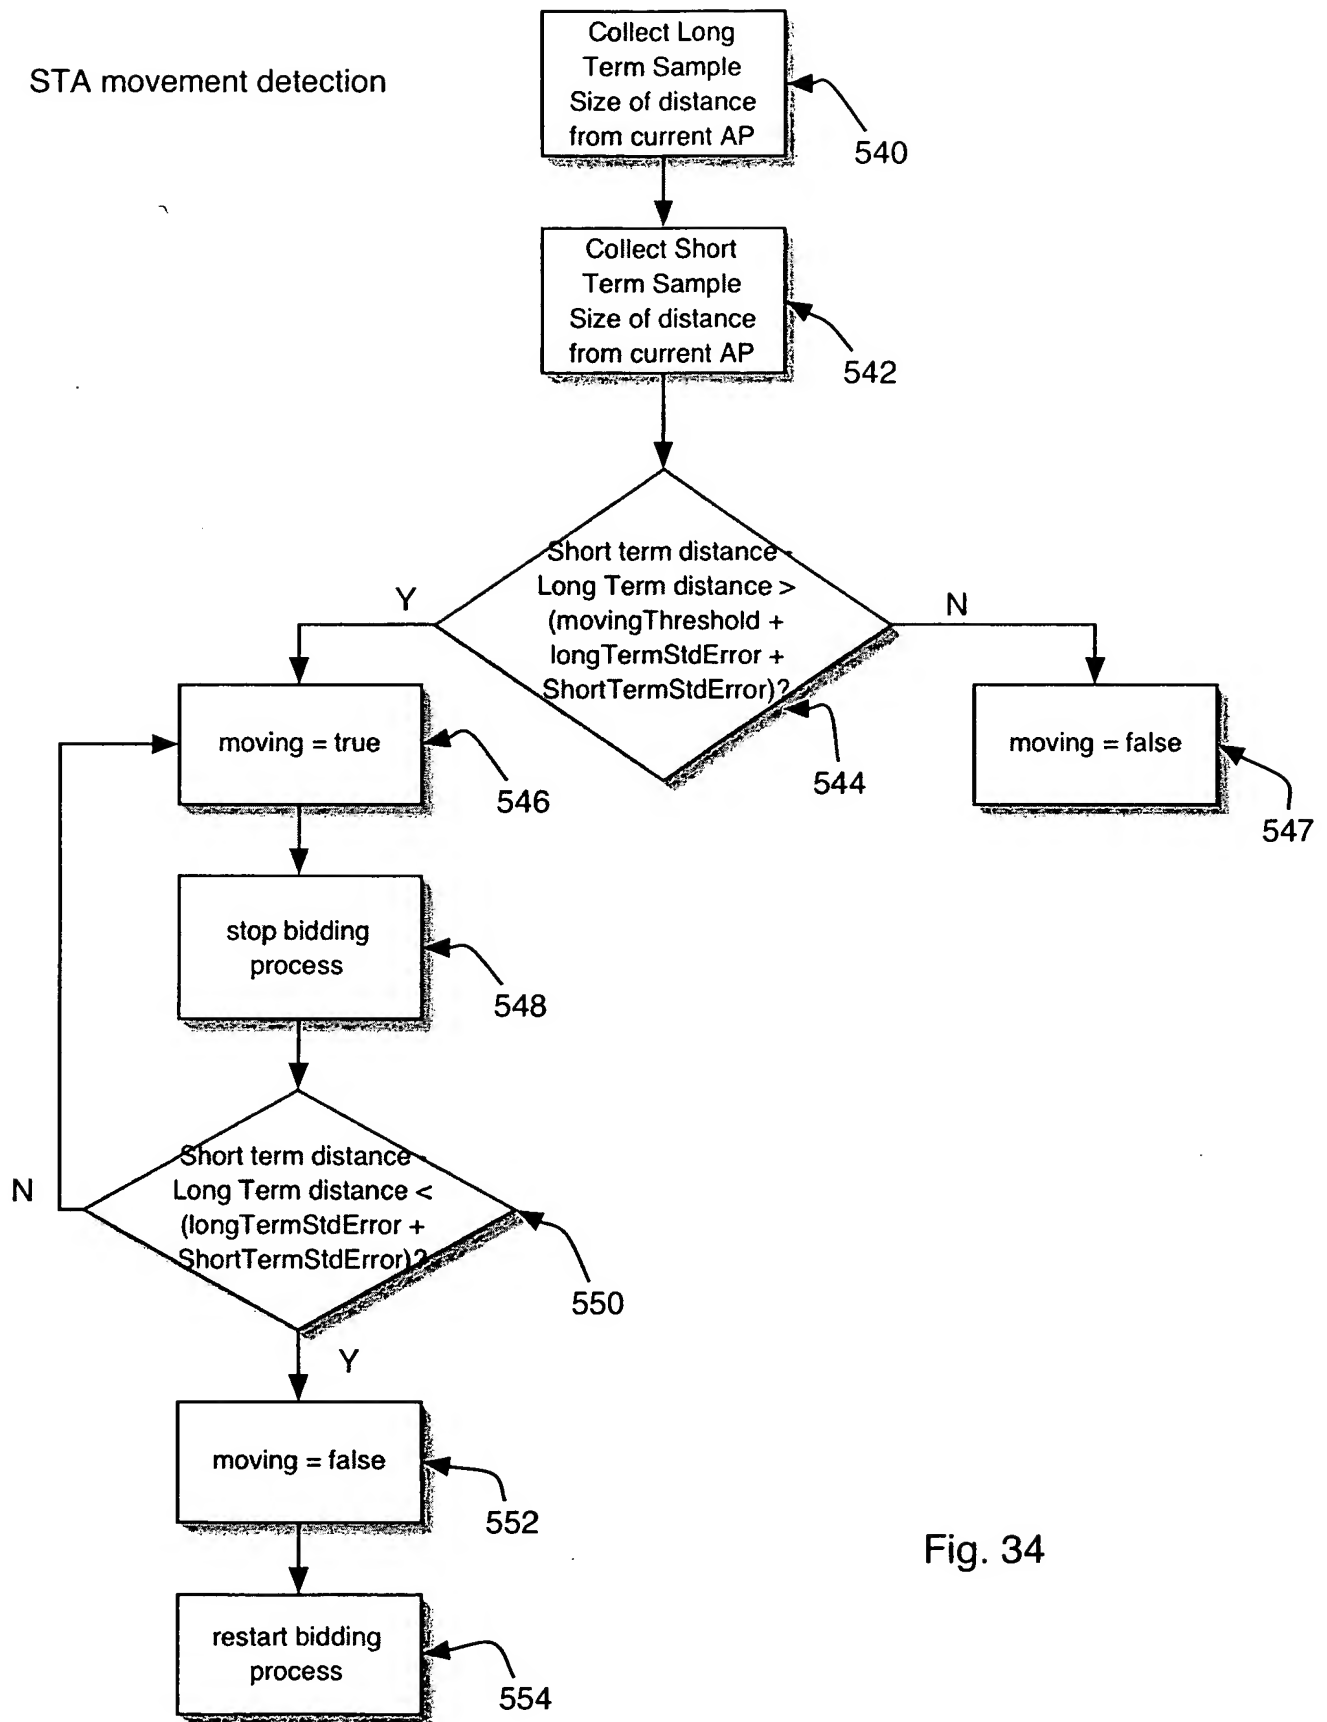 STA movement detection
Collect Long
Term Sample
Size of distance
from current AP
540
Collect Short
Term Sample
Size of distance
from current AP
542
Short term distance -
Long Term distance >
(movingThreshold +
longTermStdError +
ShortTermStdError)?
Y
N
544
moving = true
546
moving = false
547
stop bidding
process
548
Short term distance -
Long Term distance <
(longTermStdError +
ShortTermStdError)?
N
550
Y
moving = false
552
restart bidding
process
554
Fig. 34